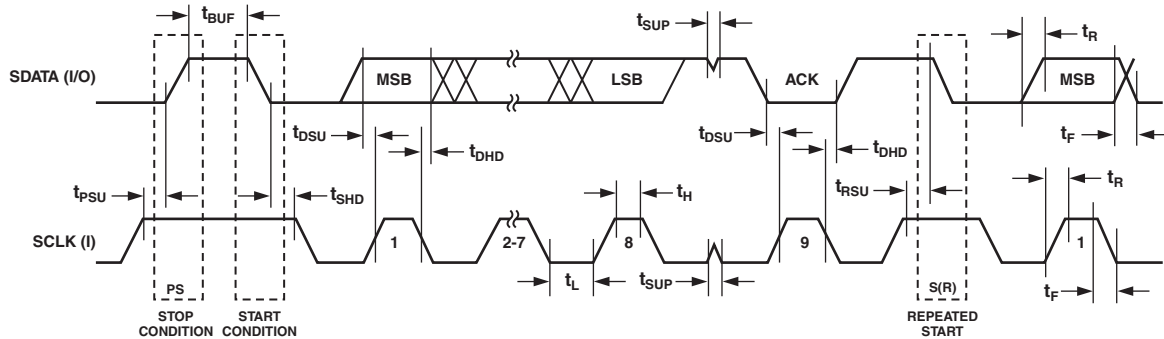 tBUF
tSUP
tR
SDATA (I/O)
MSB
LSB
ACK
MSB
tDSU
tDHD
tDSU
tDHD
tF
tPSU
tSHD
tH
tRSU
tR
SCLK (I)
1
2-7
8
9
1
tL
tSUP
tF
PS
S(R)
STOP
CONDITION
START
CONDITION
REPEATED
START